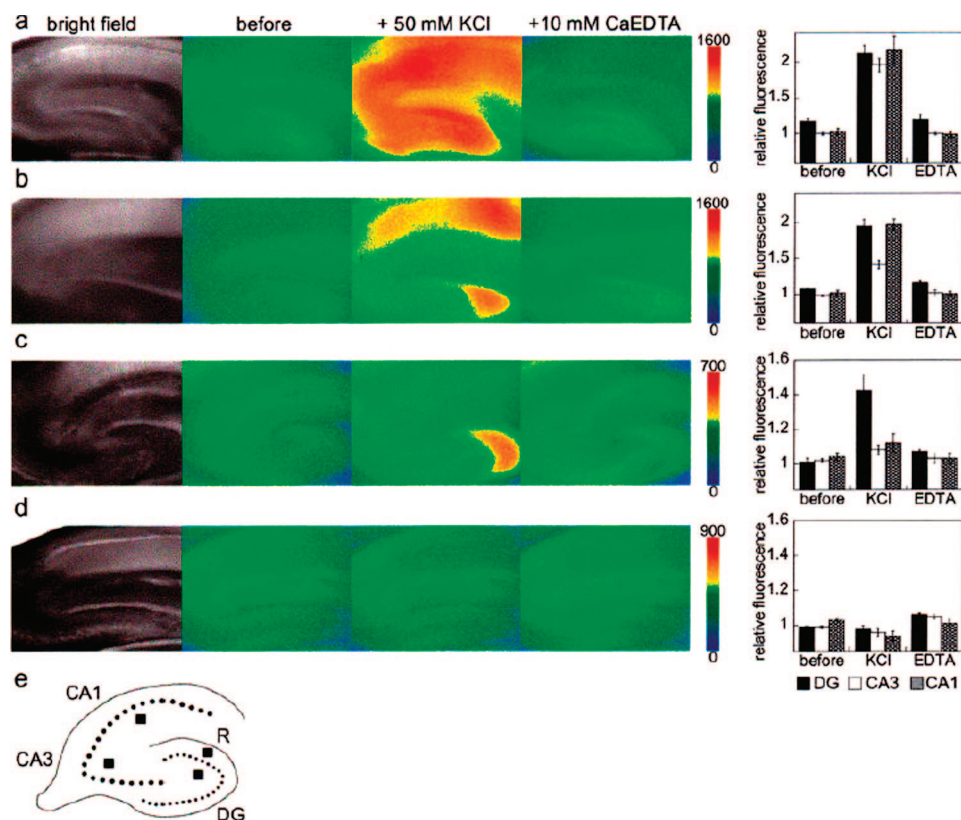 a
bright field before + 50 mM KCl +10 mM CaEDTA
1600
0
relative fluorescence
2
1.5
1
before KCl EDTA
b
1600
0
relative fluorescence
2
1.5
1
before KCl EDTA
c
700
0
relative fluorescence
1.6
1.4
1.2
1
before KCl EDTA
d
900
0
relative fluorescence
1.6
1.4
1.2
1
before KCl EDTA
DG CA3 CA1
e
CA1
CA3
R
DG